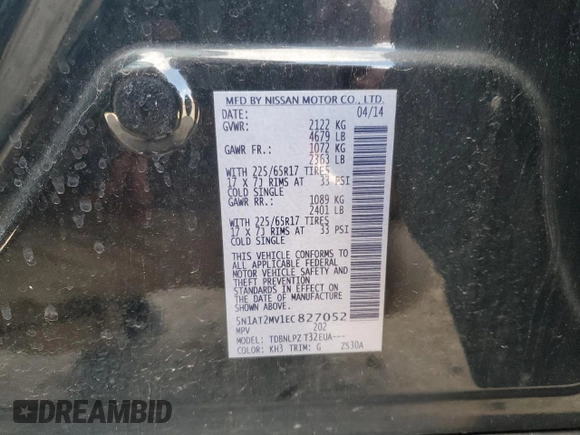 MFD BY NISSAN MOTOR CO., LTD.
DATE: 04/14
GVWR: 2122 KG
4679 LB
GAWR FR.: 1072 KG
2363 LB
WITH 225/65R17 TIRES
17 X 7J RIMS AT 33 PSI
COLD SINGLE
GAWR RR.: 1089 KG
2401 LB
WITH 225/65R17 TIRES
17 X 7J RIMS AT 33 PSI
COLD SINGLE
THIS VEHICLE CONFORMS TO
ALL APPLICABLE FEDERAL
MOTOR VEHICLE SAFETY AND
THEFT PREVENTION
STANDARDS IN EFFECT ON
THE DATE OF MANUFACTURE
SHOWN ABOVE.
5N1AT2MV1EC827052
MPV 202
MODEL: TDBNLPZ T32EUA---
COLOR: KH3 TRIM: G ZS30A
DREAMBID